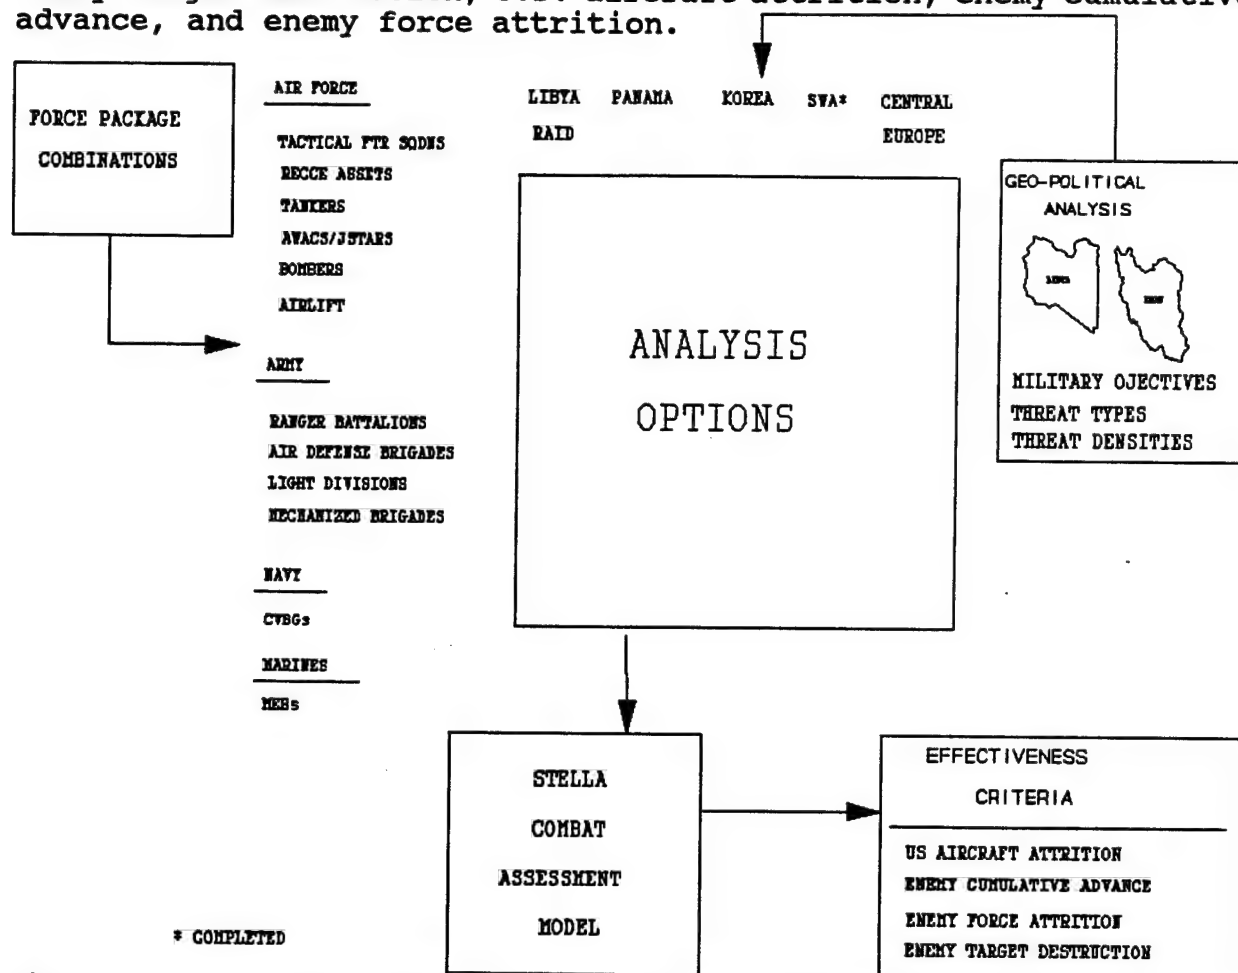 advance, and enemy force attrition.
FORCE PACKAGE
COMBINATIONS
AIR FORCE
TACTICAL FTR SQDNS
RECCE ASSETS
TANKERS
AWACS/JSTARS
BOMBERS
AIRLIFT
ARMY
RANGER BATTALIONS
AIR DEFENSE BRIGADES
LIGHT DIVISIONS
MECHANIZED BRIGADES
NAVY
CVBGs
MARINES
MEBs
LIBYA PANAMA KOREA SWA* CENTRAL
RAID EUROPE
ANALYSIS
OPTIONS
GEO-POLITICAL
ANALYSIS
MILITARY OJECTIVES
THREAT TYPES
THREAT DENSITIES
STELLA
COMBAT
ASSESSMENT
MODEL
EFFECTIVENESS
CRITERIA
US AIRCRAFT ATTRITION
ENEMY CUMULATIVE ADVANCE
ENEMY FORCE ATTRITION
ENEMY TARGET DESTRUCTION
* COMPLETED